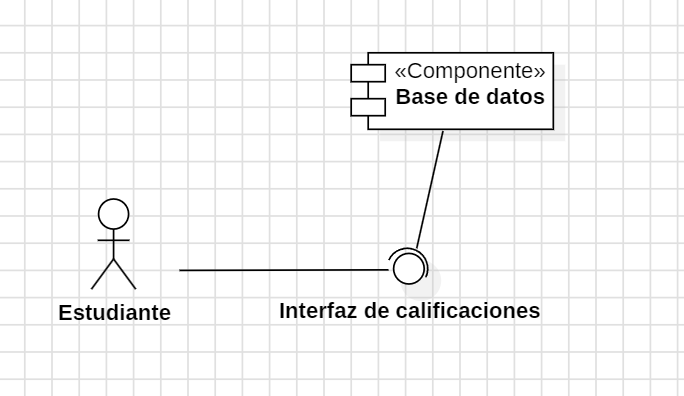 «Componente»
Base de datos
Estudiante
Interfaz de calificaciones